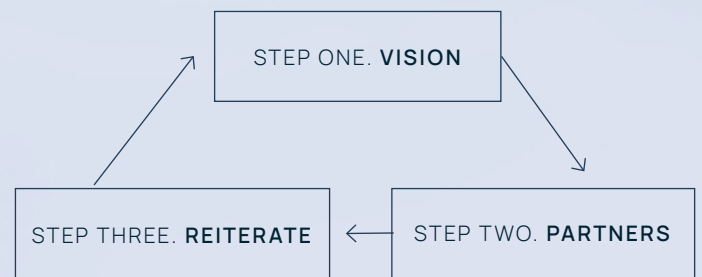 STEP ONE. VISION
STEP TWO. PARTNERS
STEP THREE. REITERATE